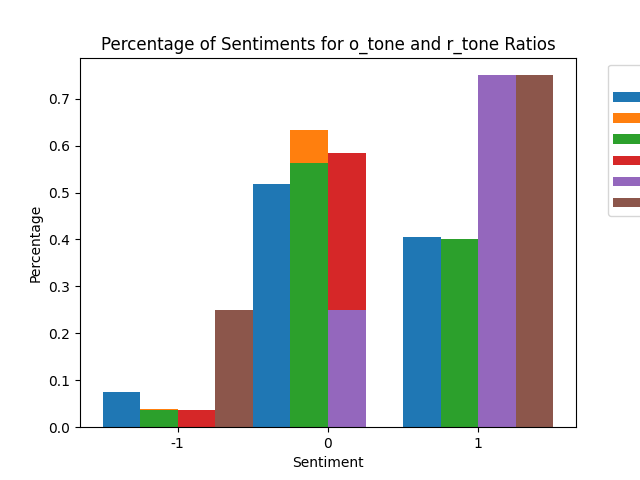 Percentage of Sentiments for o_tone and r_tone Ratios
Percentage
0.7
0.6
0.5
0.4
0.3
0.2
0.1
0.0
-1 0 1
Sentiment